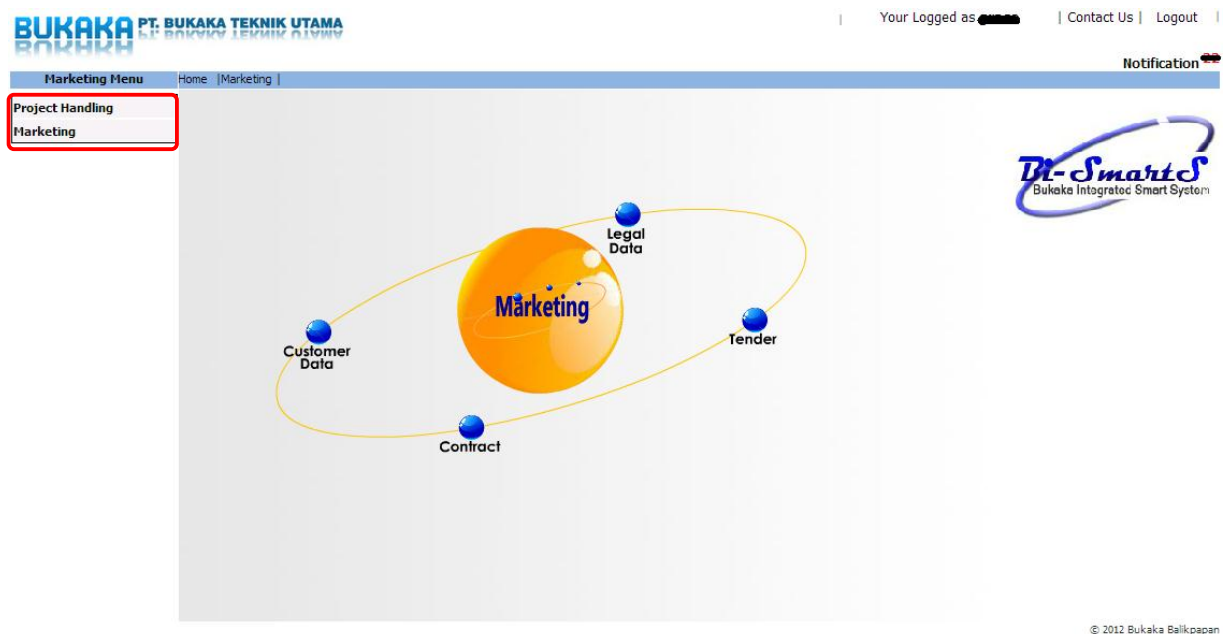 BUKAKA PT. BUKAKA TEKNIK UTAMA
| Your Logged as | Contact Us | Logout |
Notification
Marketing Menu Home |Marketing |
Project Handling
Marketing
Bi-SmartS
Bukaka Integrated Smart System
Legal
Data
Marketing
Tender
Customer
Data
Contract
© 2012 Bukaka Balikpapan